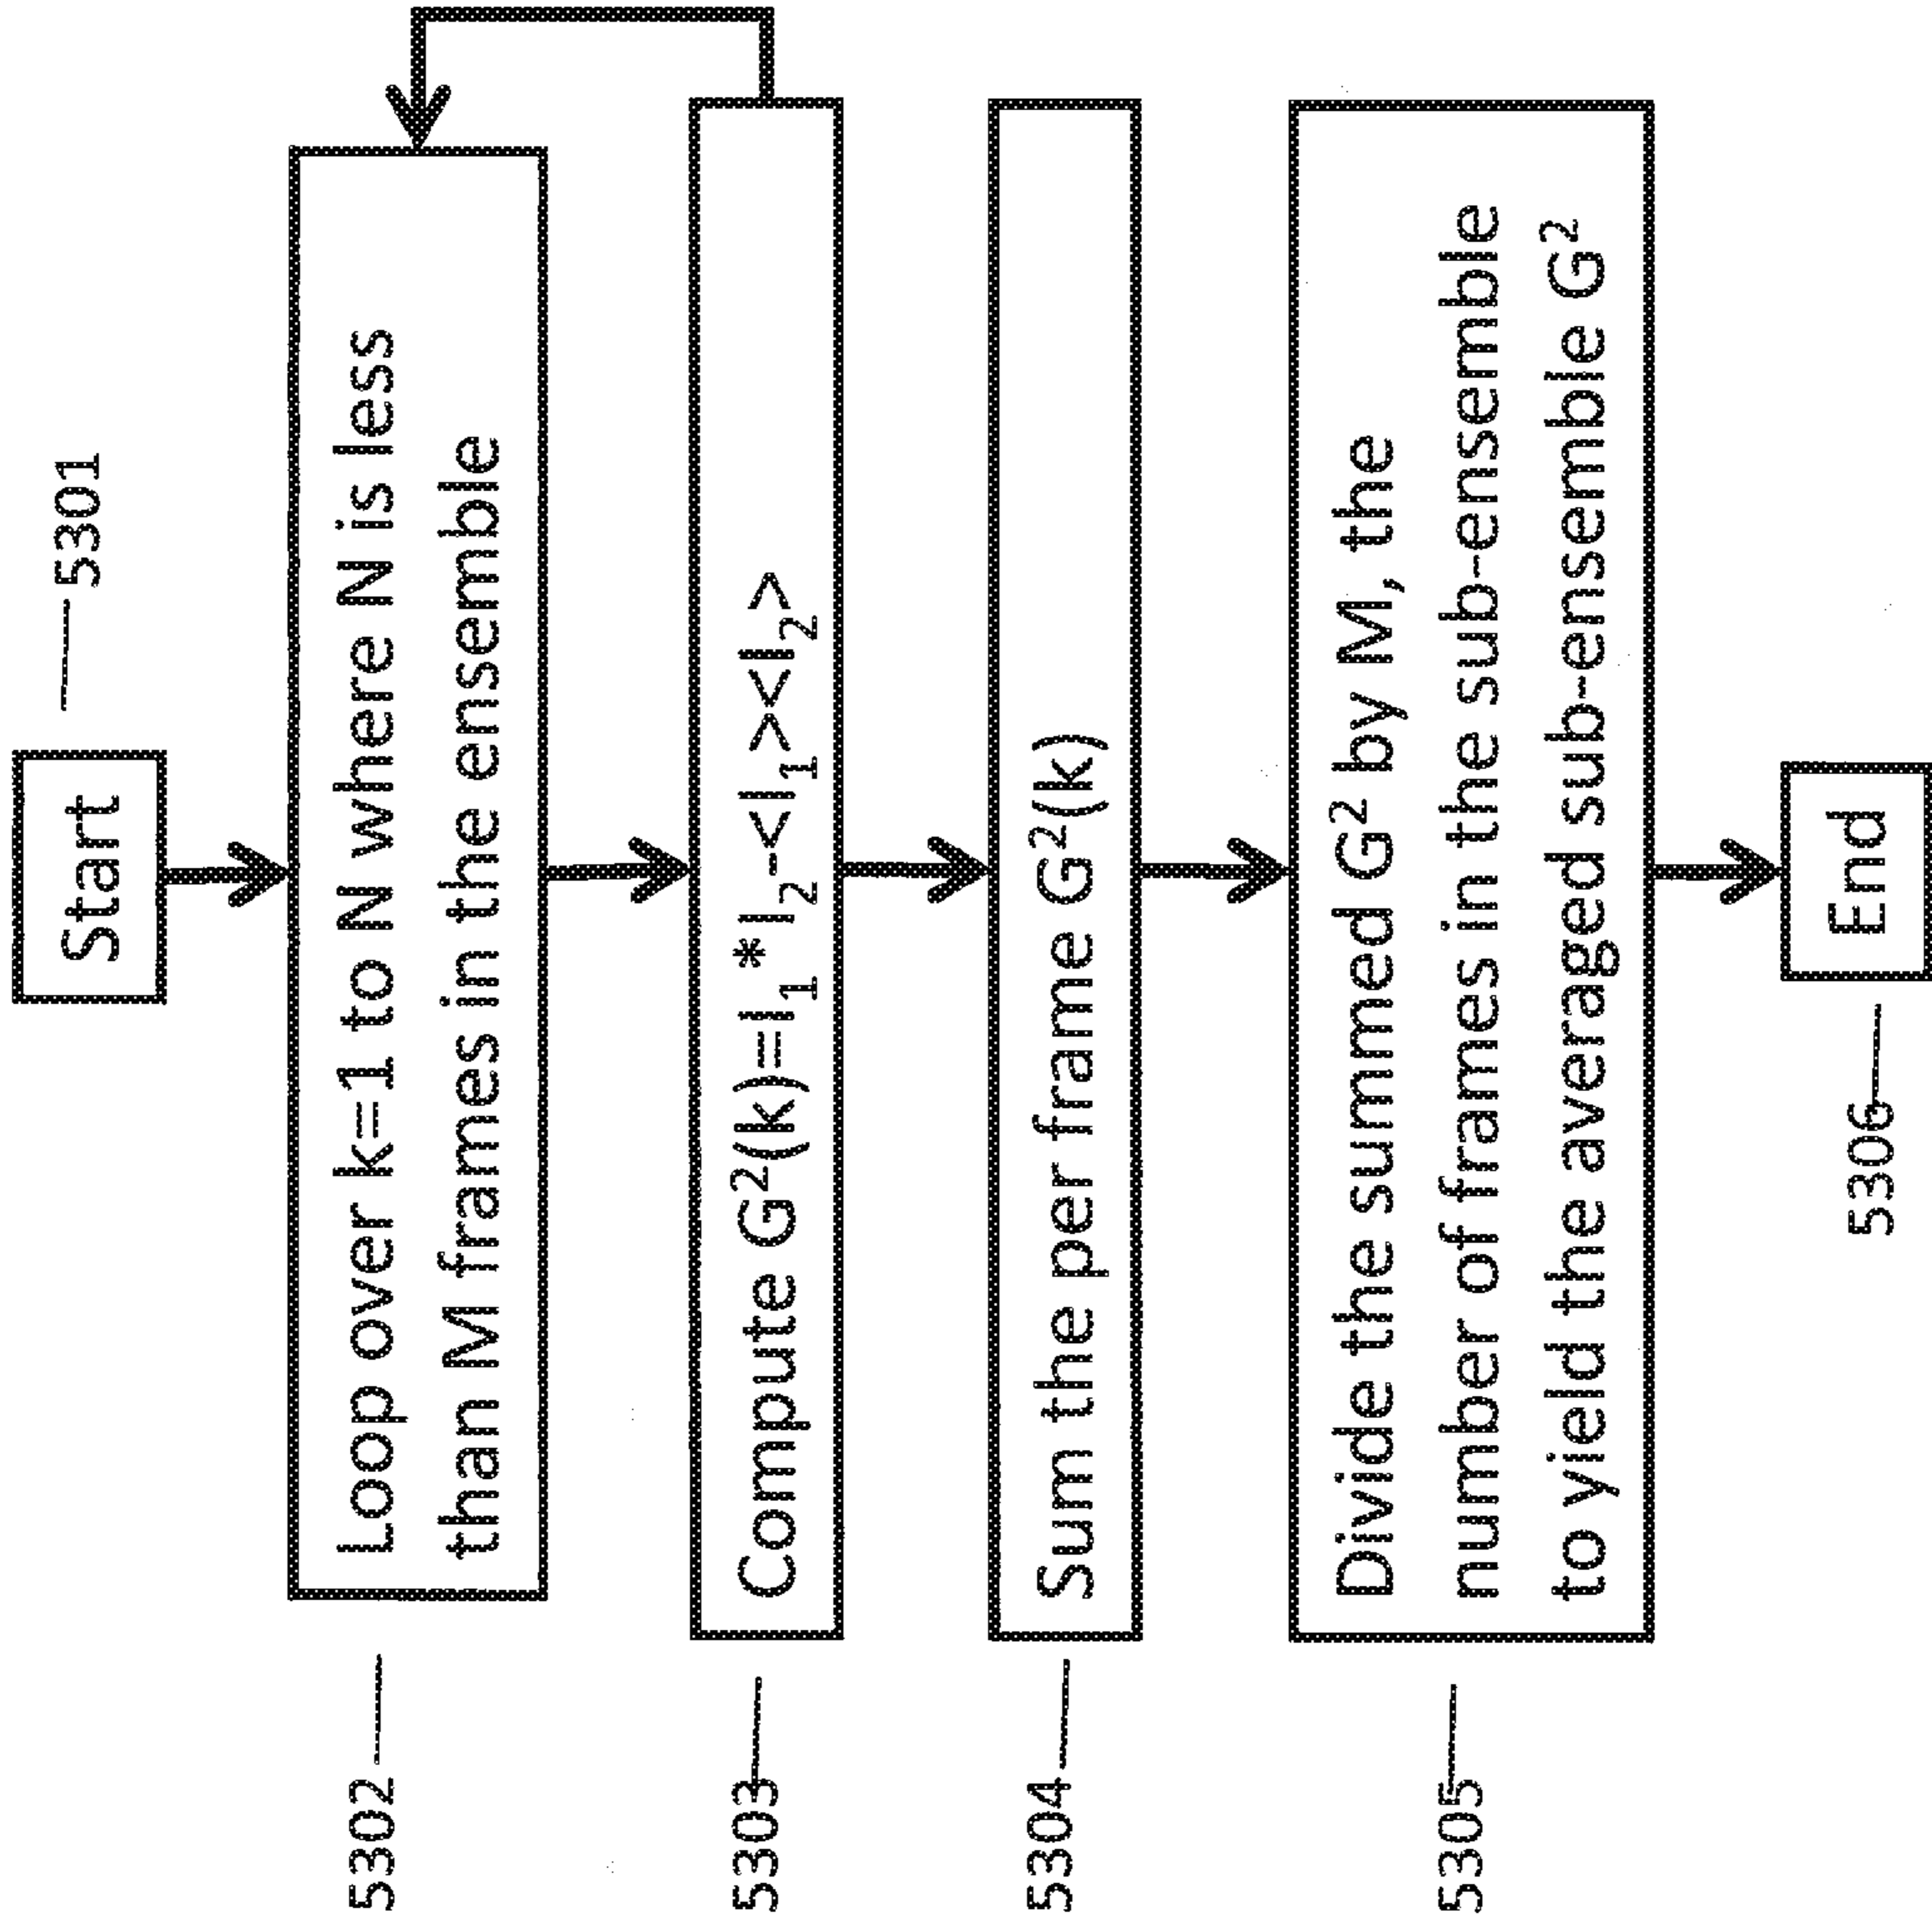 Start
5301
5302
Loop over k=1 to N where N is less
than M frames in the ensemble
5303
Compute G²(k)=I₁*I₂-<I₁><I₂>
5304
Sum the per frame G²(k)
5305
Divide the summed G² by M, the
number of frames in the sub-ensemble
to yield the averaged sub-ensemble G²
5306
End